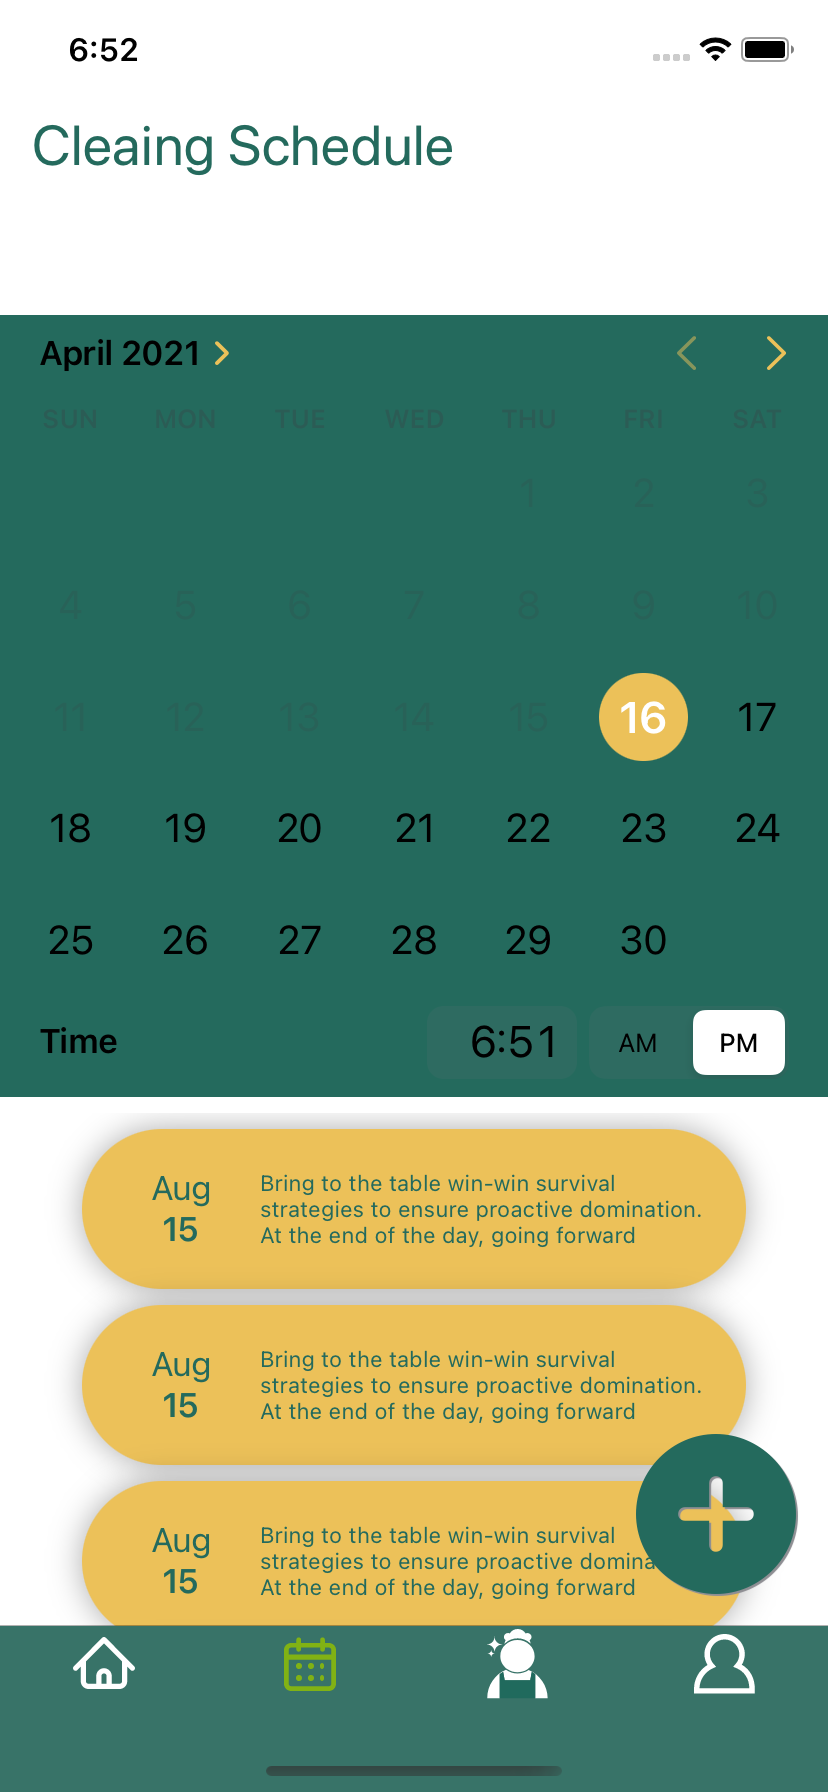 6:52
Cleaing Schedule
April 2021
SUN MON TUE WED THU FRI SAT
1 2 3
4 5 6 7 8 9 10
11 12 13 14 15 16 17
18 19 20 21 22 23 24
25 26 27 28 29 30
Time 6:51 AM PM
Aug
15
Bring to the table win-win survival
strategies to ensure proactive domination.
At the end of the day, going forward
Aug
15
Bring to the table win-win survival
strategies to ensure proactive domination.
At the end of the day, going forward
Aug
15
Bring to the table win-win survival
strategies to ensure proactive domina
At the end of the day, going forward